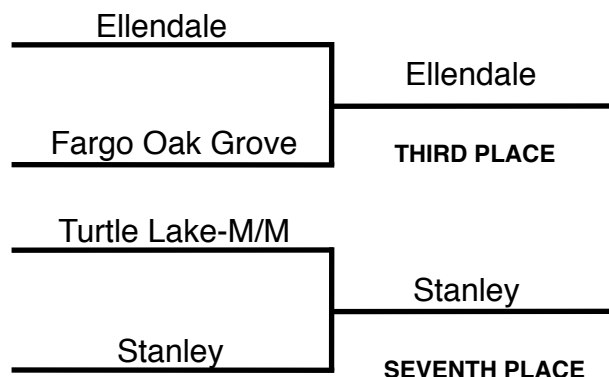 Ellendale
Ellendale
Fargo Oak Grove
THIRD PLACE
Turtle Lake-M/M
Stanley
Stanley
SEVENTH PLACE